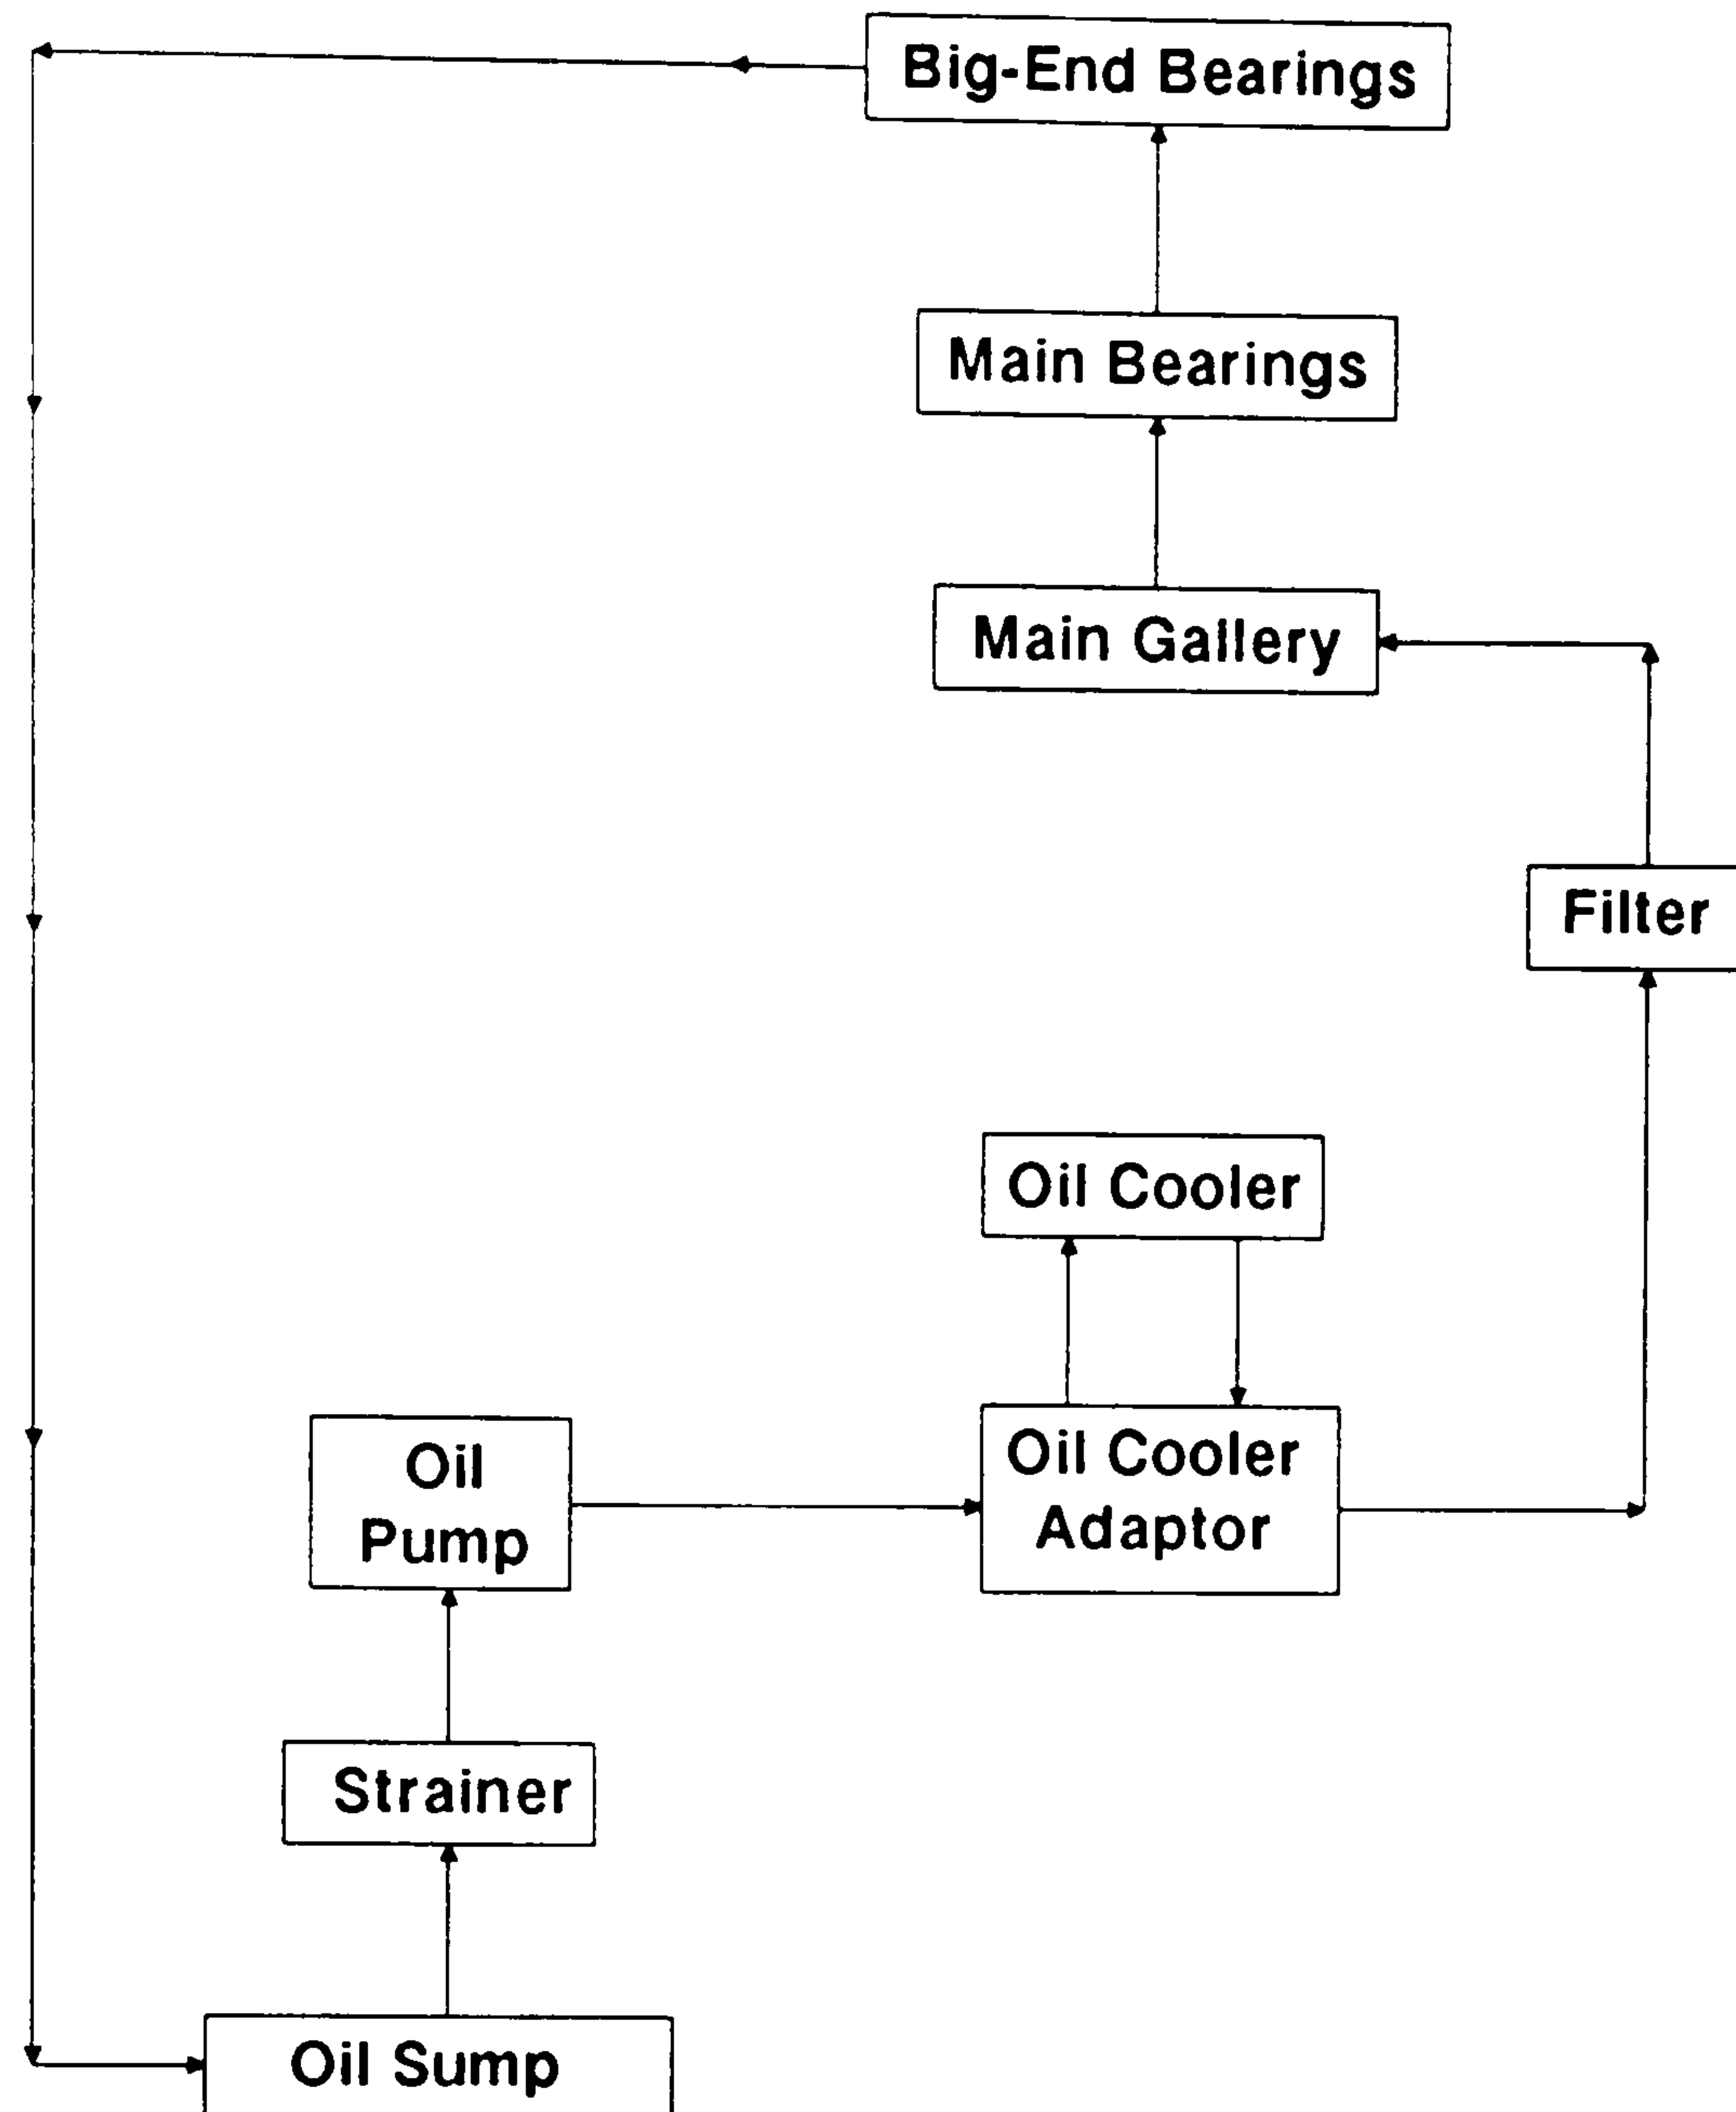 Big-End Bearings
Main Bearings
Main Gallery
Filter
Oil Cooler
Oil
Pump
Oil Cooler
Adaptor
Strainer
Oil Sump